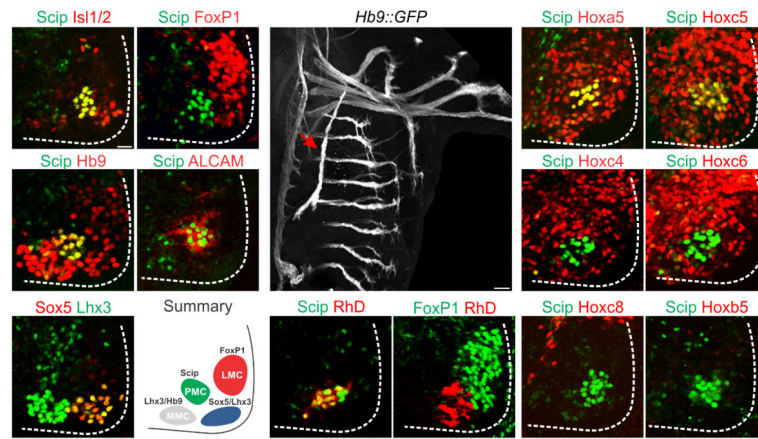 Scip Isl1/2
Scip FoxP1
Hb9::GFP
Scip Hoxa5
Scip Hoxc5
Scip Hb9
Scip ALCAM
Scip Hoxc4
Scip Hoxc6
Sox5 Lhx3
Summary
FoxP1
LMC
Scip
PMC
Lhx3/Hb9
MMC
Sox5/Lhx3
Scip RhD
FoxP1 RhD
Scip Hoxc8
Scip Hoxb5